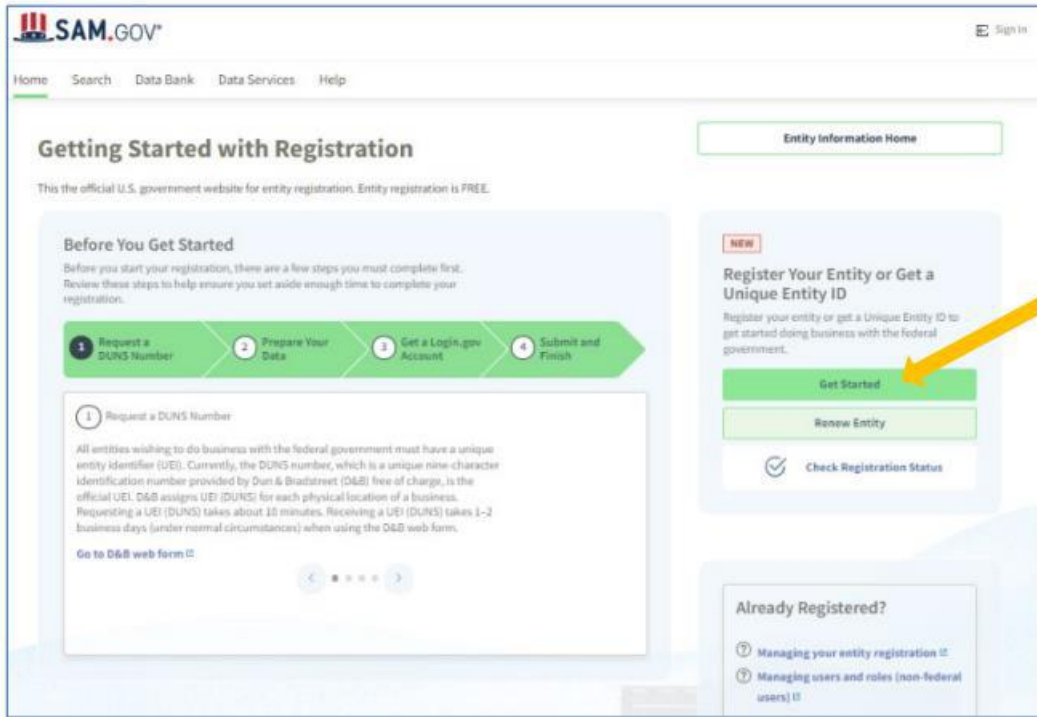 SAM.GOV®
Sign In
Home Search Data Bank Data Services Help
Getting Started with Registration
This the official U.S. government website for entity registration. Entity registration is FREE.
Before You Get Started
Before you start your registration, there are a few steps you must complete first.
Review these steps to help ensure you set aside enough time to complete your
registration.
1 Request a
DUNS Number
2 Prepare Your
Data
3 Get a Login.gov
Account
4 Submit and
Finish
1 Request a DUNS Number
All entities wishing to do business with the federal government must have a unique
entity identifier (UEI). Currently, the DUNS number, which is a unique nine-character
identification number provided by Dun & Bradstreet (D&B) free of charge, is the
official UEI. D&B assigns UEI (DUNS) for each physical location of a business.
Requesting a UEI (DUNS) takes about 10 minutes. Receiving a UEI (DUNS) takes 1–2
business days (under normal circumstances) when using the D&B web form.
Go to D&B web form
Entity Information Home
NEW
Register Your Entity or Get a
Unique Entity ID
Register your entity or get a Unique Entity ID to
get started doing business with the federal
government.
Get Started
Renew Entity
Check Registration Status
Already Registered?
Managing your entity registration
Managing users and roles (non-federal
users)